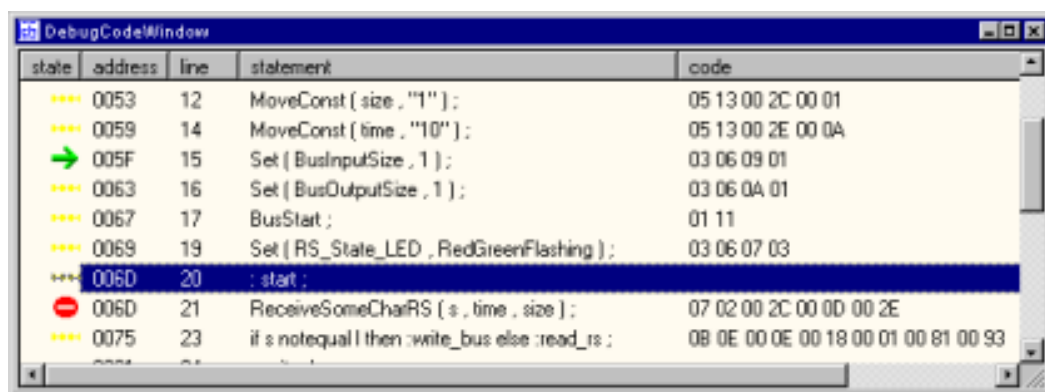 DebugCodeWindow
state address line statement code
0053 12 MoveConst ( size , "1" ) ; 05 13 00 2C 00 01
0059 14 MoveConst ( time , "10" ) ; 05 13 00 2E 00 0A
005F 15 Set ( BusInputSize , 1 ) ; 03 06 09 01
0063 16 Set ( BusOutputSize , 1 ) ; 03 06 0A 01
0067 17 BusStart ; 01 11
0069 19 Set ( RS_State_LED , RedGreenFlashing ) ; 03 06 07 03
006D 20 : start ;
006D 21 ReceiveSomeCharRS ( s , time , size ) ; 07 02 00 2C 00 0D 00 2E
0075 23 if s notequal l then :write_bus else :read_rs ; 0B 0E 00 0E 00 18 00 01 00 81 00 93